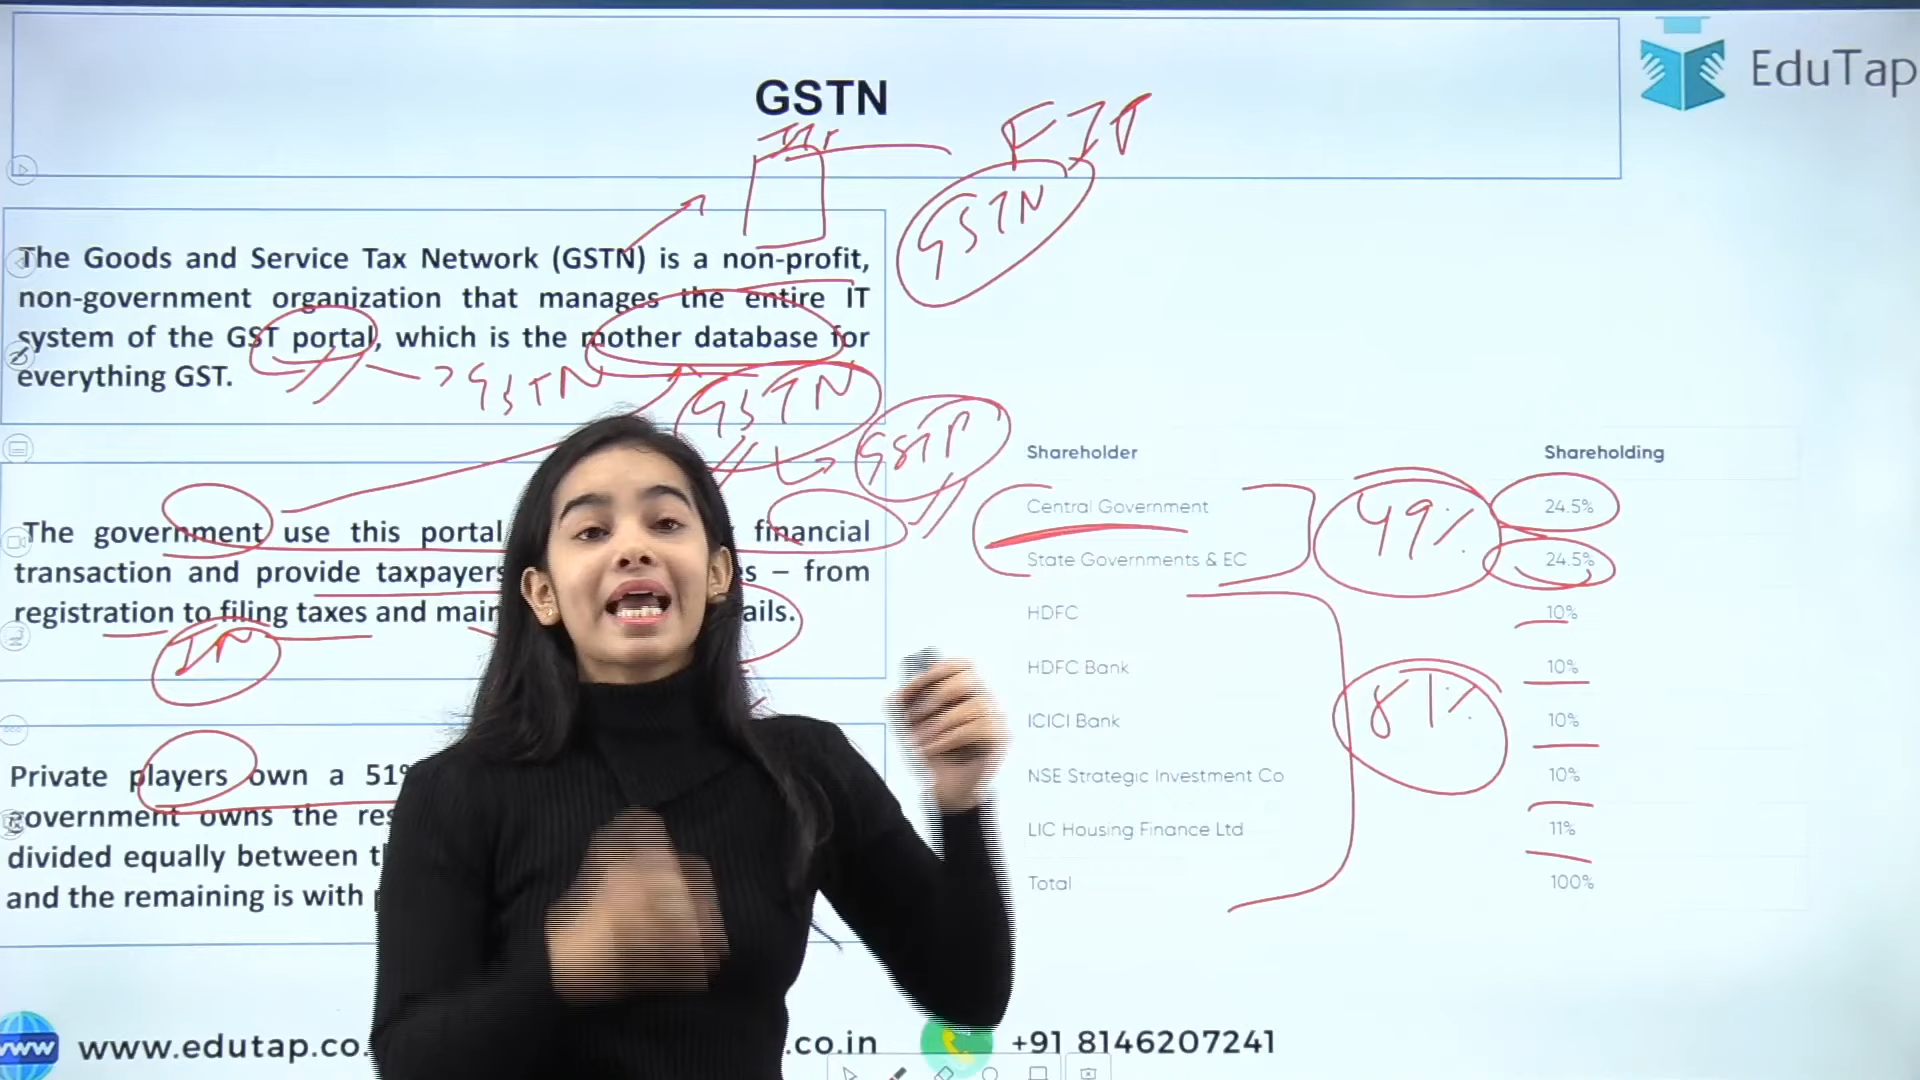 GSTN
EduTap
FIT
GSTN
The Goods and Service Tax Network (GSTN) is a non-profit,
non-government organization that manages the entire IT
system of the GST portal, which is the mother database for
everything GST.
GSTN
GSTN
GSTP
The government use this portal financial
transaction and provide taxpayers – from
registration to filing taxes and
IN
Private players own a 51%
government owns the
divided equally between
and the remaining is with
Shareholder Shareholding
Central Government 24.5%
State Governments & EC 24.5%
HDFC 10%
HDFC Bank 10%
ICICI Bank 10%
NSE Strategic Investment Co 10%
LIC Housing Finance Ltd 11%
Total 100%
49%
51%
www www.edutap.co. .co.in +91 8146207241